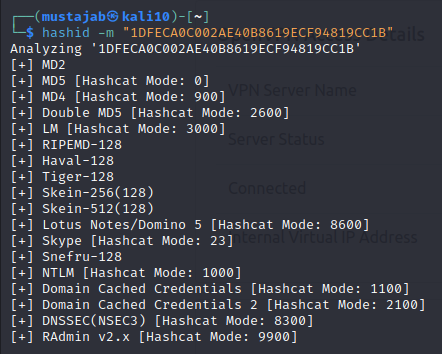 ┌──(mustajab㉿kali10)-[~]
└─$ hashid -m "1DFECA0C002AE40B8619ECF94819CC1B"
Analyzing '1DFECA0C002AE40B8619ECF94819CC1B'
[+] MD2
[+] MD5 [Hashcat Mode: 0]
[+] MD4 [Hashcat Mode: 900]
[+] Double MD5 [Hashcat Mode: 2600]
[+] LM [Hashcat Mode: 3000]
[+] RIPEMD-128
[+] Haval-128
[+] Tiger-128
[+] Skein-256(128)
[+] Skein-512(128)
[+] Lotus Notes/Domino 5 [Hashcat Mode: 8600]
[+] Skype [Hashcat Mode: 23]
[+] Snefru-128
[+] NTLM [Hashcat Mode: 1000]
[+] Domain Cached Credentials [Hashcat Mode: 1100]
[+] Domain Cached Credentials 2 [Hashcat Mode: 2100]
[+] DNSSEC(NSEC3) [Hashcat Mode: 8300]
[+] RAdmin v2.x [Hashcat Mode: 9900]
VPN Server Name
Server Status
Connected
Internal Virtual IP Address